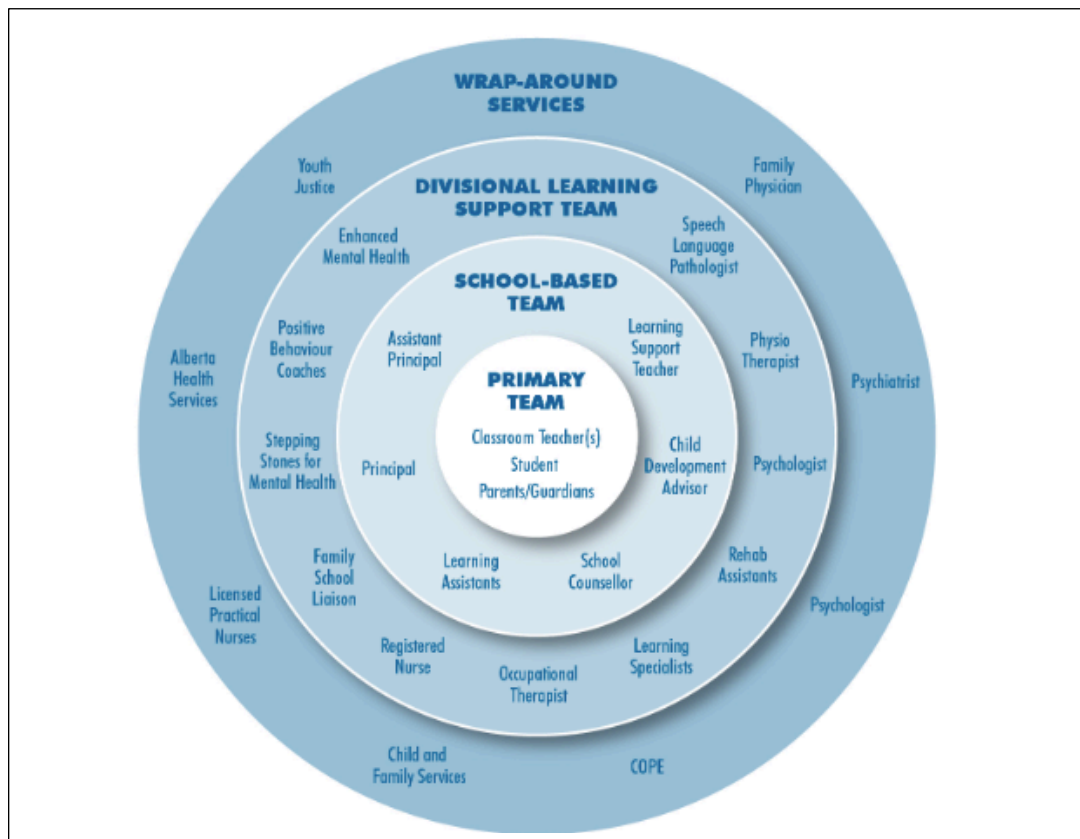 WRAP-AROUND
SERVICES
Youth
Justice
Family
Physician
Alberta
Health
Services
Psychiatrist
Licensed
Practical
Nurses
Psychologist
Child and
Family Services
COPE
DIVISIONAL LEARNING
SUPPORT TEAM
Enhanced
Mental Health
Speech
Language
Pathologist
Positive
Behaviour
Coaches
Physio
Therapist
Stepping
Stones for
Mental Health
Psychologist
Family
School
Liaison
Rehab
Assistants
Registered
Nurse
Occupational
Therapist
Learning
Specialists
SCHOOL-BASED
TEAM
Assistant
Principal
Learning
Support
Teacher
Principal
Child
Development
Advisor
Learning
Assistants
School
Counsellor
PRIMARY
TEAM
Classroom Teacher(s)
Student
Parents/Guardians